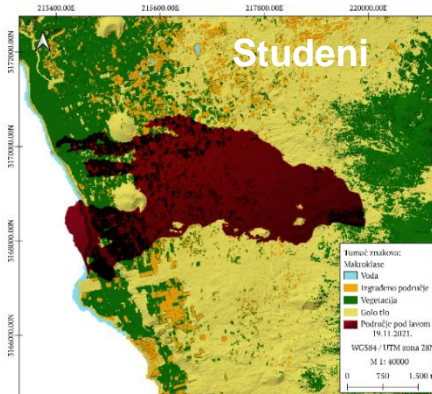 213400.00E 215600.00E 217800.00E 220000.00E
Studeni
3172000.00N
3170000.00N
3168000.00N
3166000.00N
Tumač znakova:
Makroklase
Voda
Izgrađeno područje
Vegetacija
Golo tlo
Područje pod lavom
19.11.2021.
WGS84 / UTM zona 28N
M 1: 40000
0 750 1.500